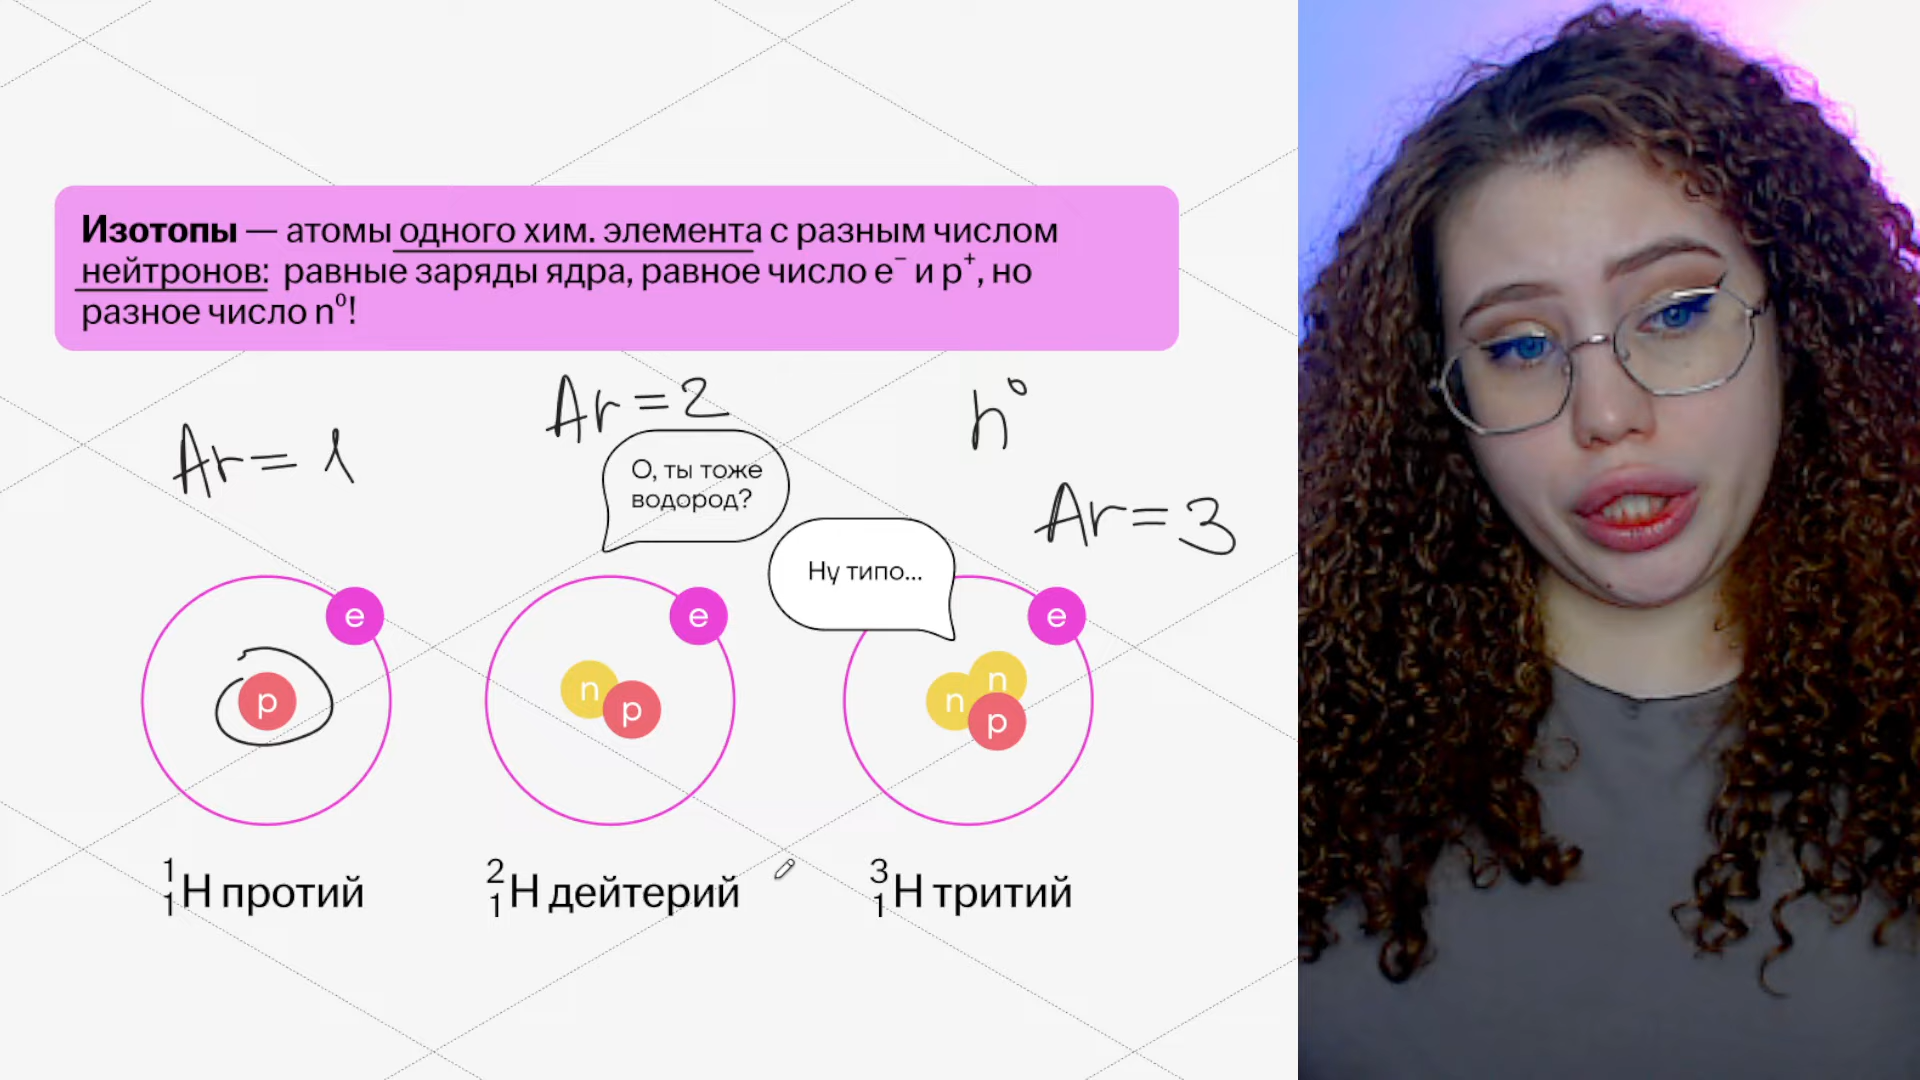 Изотопы — атомы одного хим. элемента с разным числом
нейтронов: равные заряды ядра, равное число e⁻ и p⁺, но
разное число n⁰!
Ar = 1
Ar = 2
n⁰
Ar = 3
О, ты тоже
водород?
Ну типо...
e
p
e
n
p
e
n
n
p
¹₁H протий
²₁H дейтерий
³₁H тритий